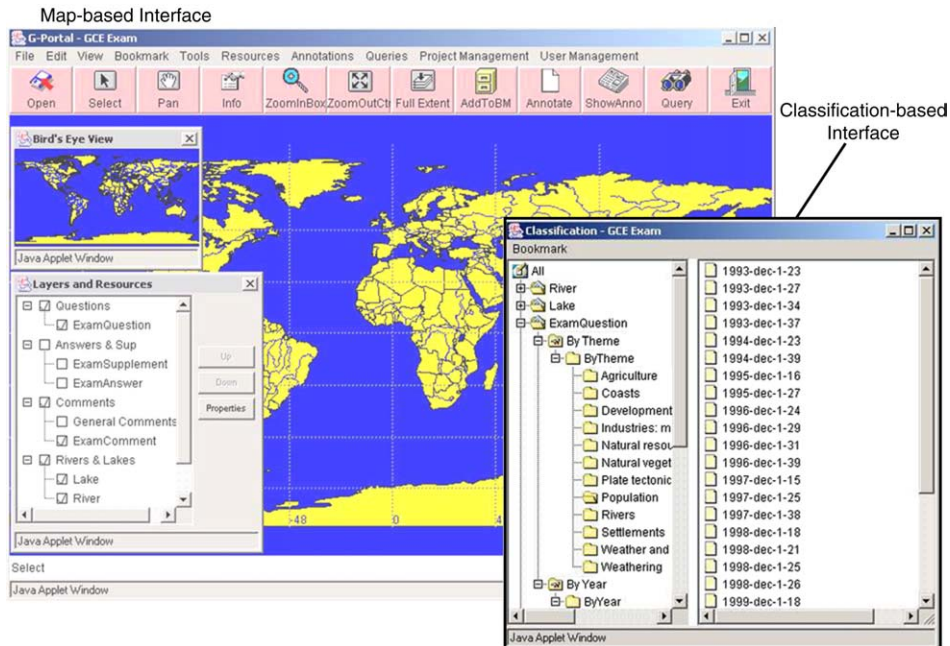 Map-based Interface
G-Portal - GCE Exam
File Edit View Bookmark Tools Resources Annotations Queries Project Management User Management
Open Select Pan Info ZoomInBox ZoomOutCtr Full Extent AddToBM Annotate ShowAnno Query Exit
Classification-based
Interface
Bird's Eye View
Java Applet Window
Layers and Resources
Questions
ExamQuestion
Answers & Sup
ExamSupplement
ExamAnswer
Comments
General Comments
ExamComment
Rivers & Lakes
Lake
River
Up
Down
Properties
Java Applet Window
-48 0 4
Select
Java Applet Window
Classification - GCE Exam
Bookmark
All
River
Lake
ExamQuestion
By Theme
ByTheme
Agriculture
Coasts
Development
Industries: m
Natural resou
Natural veget
Plate tectonic
Population
Rivers
Settlements
Weather and
Weathering
By Year
ByYear
1993-dec-1-23
1993-dec-1-27
1993-dec-1-34
1993-dec-1-37
1994-dec-1-23
1994-dec-1-39
1995-dec-1-16
1995-dec-1-27
1996-dec-1-24
1996-dec-1-29
1996-dec-1-31
1996-dec-1-39
1997-dec-1-15
1997-dec-1-25
1997-dec-1-38
1998-dec-1-18
1998-dec-1-21
1998-dec-1-25
1998-dec-1-26
1999-dec-1-18
Java Applet Window